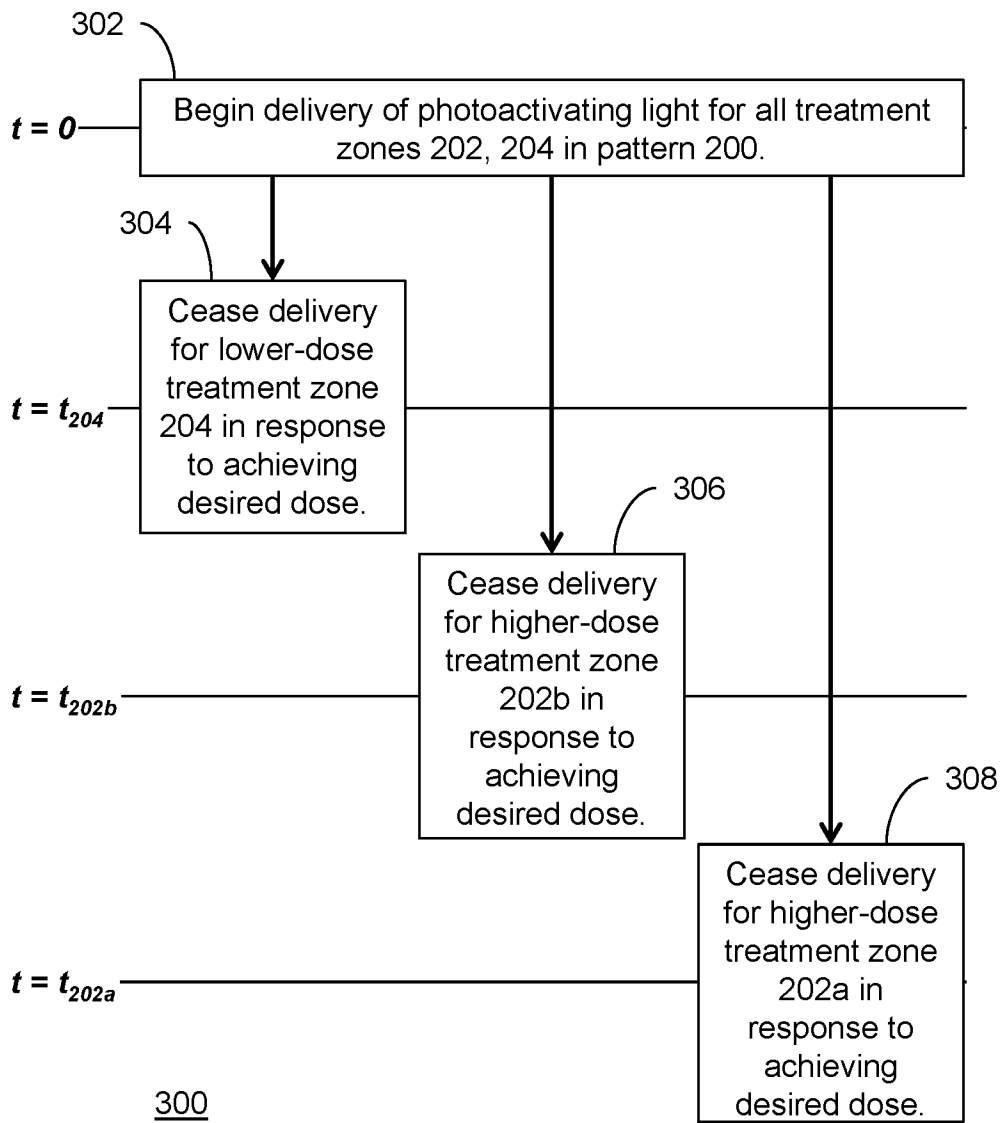 302
t = 0
Begin delivery of photoactivating light for all treatment
zones 202, 204 in pattern 200.
304
Cease delivery
for lower-dose
treatment zone
204 in response
to achieving
desired dose.
t = t204
306
Cease delivery
for higher-dose
treatment zone
202b in
response to
achieving
desired dose.
t = t202b
308
Cease delivery
for higher-dose
treatment zone
202a in
response to
achieving
desired dose.
t = t202a
300